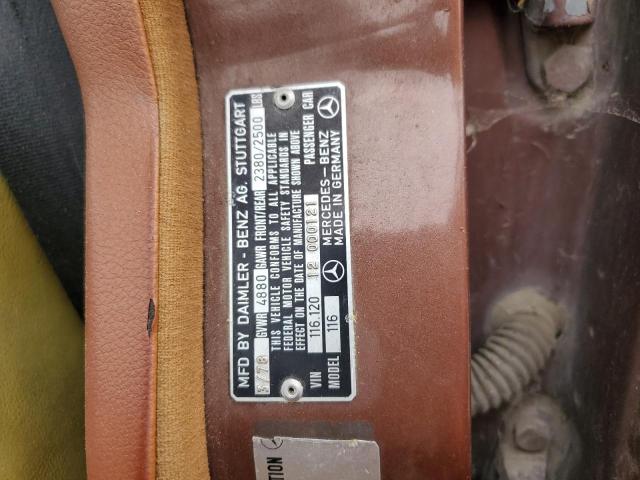 MFD BY DAIMLER-BENZ AG. STUTTGART
3/78 GVWR 4880 GAWR FRONT/REAR 2380/2500 LBS
THIS VEHICLE CONFORMS TO ALL APPLICABLE
FEDERAL MOTOR VEHICLE SAFETY STANDARDS IN
EFFECT ON THE DATE OF MANUFACTURE SHOWN ABOVE
PASSENGER CAR
VIN 116.120 12 000121
MODEL 116 MERCEDES-BENZ
MADE IN GERMANY